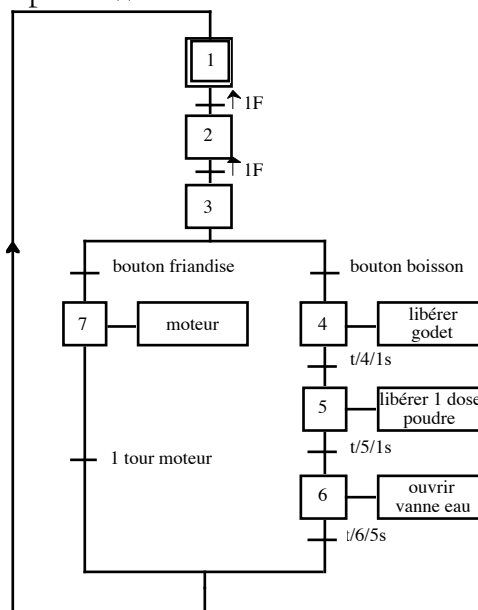 1
↑ 1F
2
↑ 1F
3
bouton friandise
bouton boisson
7
moteur
4
libérer
godet
t/4/1s
5
libérer 1 dose
poudre
t/5/1s
1 tour moteur
6
ouvrir
vanne eau
t/6/5s